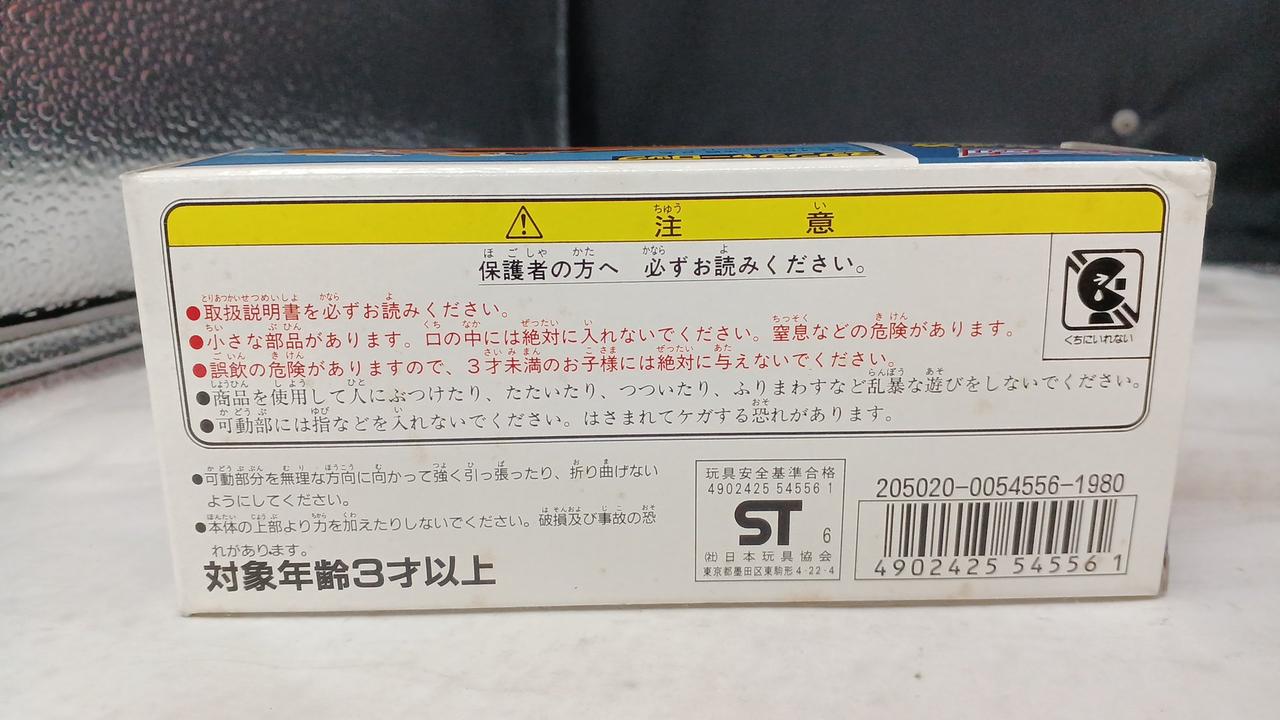 注意
保護者の方へ 必ずお読みください。
●取扱説明書を必ずお読みください。
●小さな部品があります。口の中には絶対に入れないでください。窒息などの危険があります。
●誤飲の危険がありますので、3才未満のお子様には絶対に与えないでください。
●商品を使用して人にぶつけたり、たたいたり、つついたり、ふりまわすなど乱暴な遊びをしないでください。
●可動部には指などを入れないでください。はさまれてケガする恐れがあります。
くちにいれない
●可動部分を無理な方向に向かって強く引っ張ったり、折り曲げない
ようにしてください。
●本体の上部より力を加えたりしないでください。破損及び事故の恐
れがあります。
対象年齢3才以上
玩具安全基準合格
4902425 54556 1
ST 6
㈳日本玩具協会
東京都墨田区東駒形4-22-4
205020-0054556-1980
4902425 545561